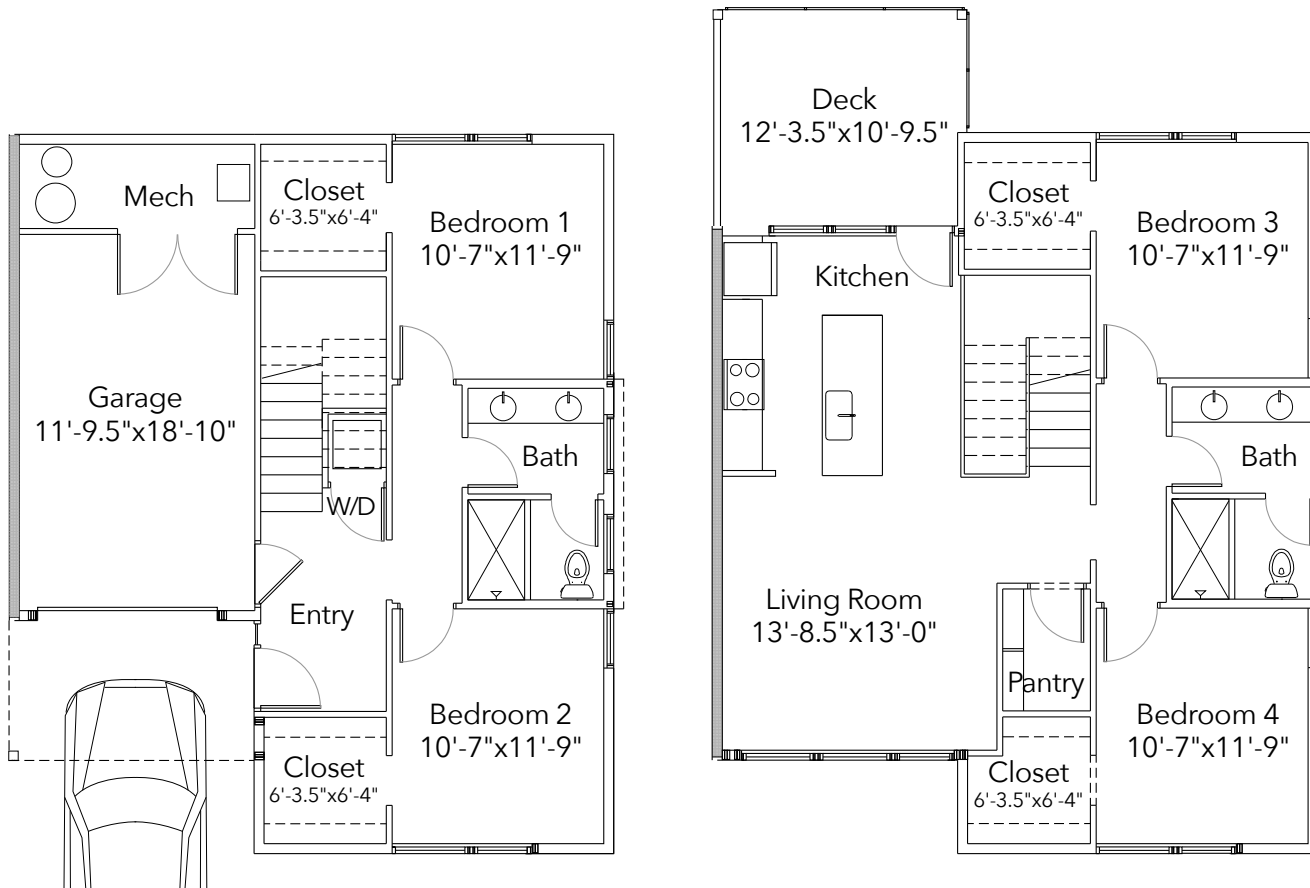 Mech
Closet
6'-3.5"x6'-4"
Bedroom 1
10'-7"x11'-9"
Garage
11'-9.5"x18'-10"
Bath
W/D
Entry
Bedroom 2
10'-7"x11'-9"
Closet
6'-3.5"x6'-4"
Deck
12'-3.5"x10'-9.5"
Closet
6'-3.5"x6'-4"
Bedroom 3
10'-7"x11'-9"
Kitchen
Bath
Living Room
13'-8.5"x13'-0"
Pantry
Bedroom 4
10'-7"x11'-9"
Closet
6'-3.5"x6'-4"